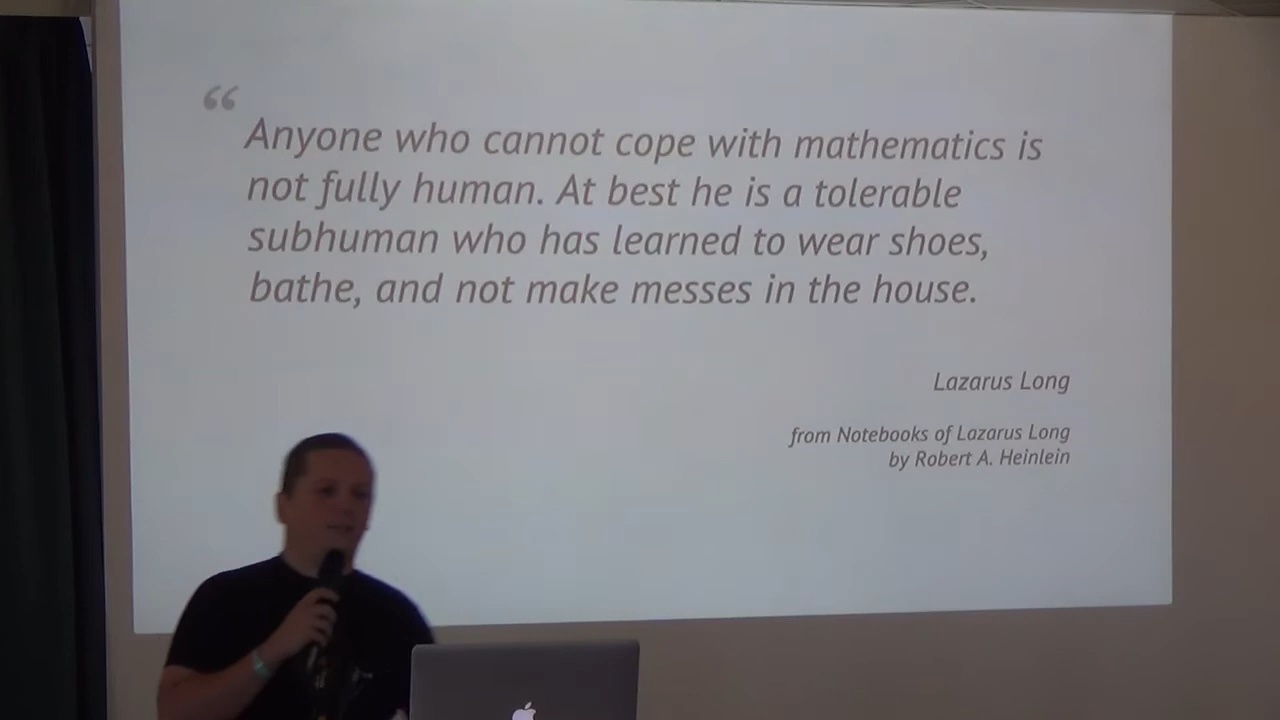 “
Anyone who cannot cope with mathematics is
not fully human. At best he is a tolerable
subhuman who has learned to wear shoes,
bathe, and not make messes in the house.
Lazarus Long
from Notebooks of Lazarus Long
by Robert A. Heinlein